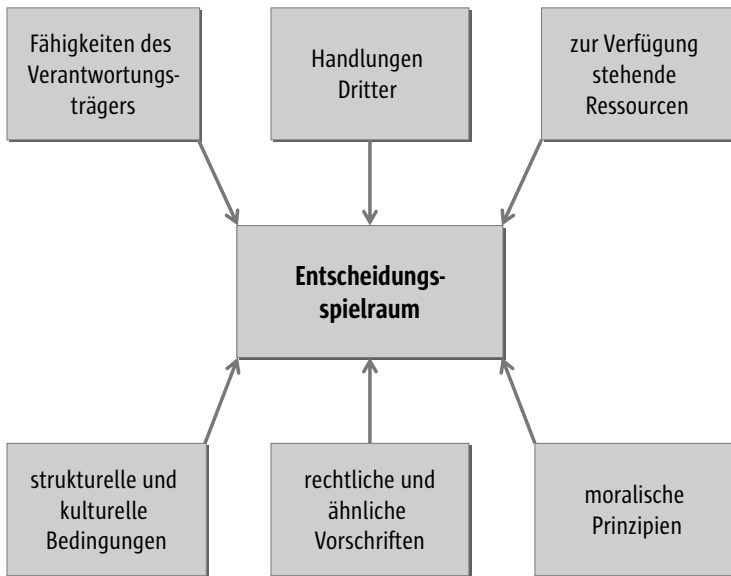 Fähigkeiten des
Verantwortungs-
trägers
Handlungen
Dritter
zur Verfügung
stehende
Ressourcen
Entscheidungs-
spielraum
strukturelle und
kulturelle
Bedingungen
rechtliche und
ähnliche
Vorschriften
moralische
Prinzipien